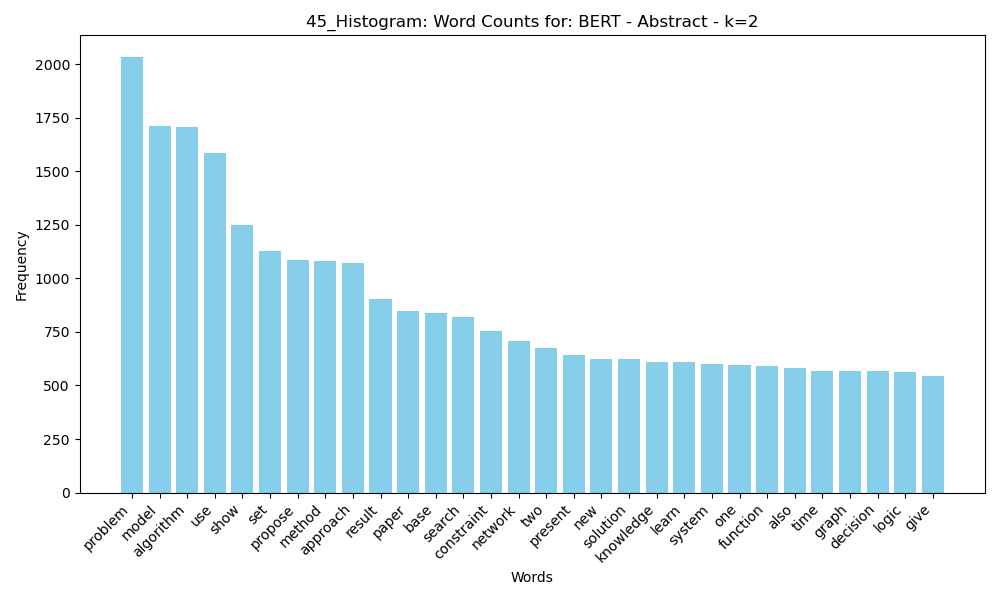 45_Histogram: Word Counts for: BERT - Abstract - k=2
Frequency
2000
1750
1500
1250
1000
750
500
250
0
problem
model
algorithm
use
show
set
propose
method
approach
result
paper
base
search
constraint
network
two
present
new
solution
knowledge
learn
system
one
function
also
time
graph
decision
logic
give
Words